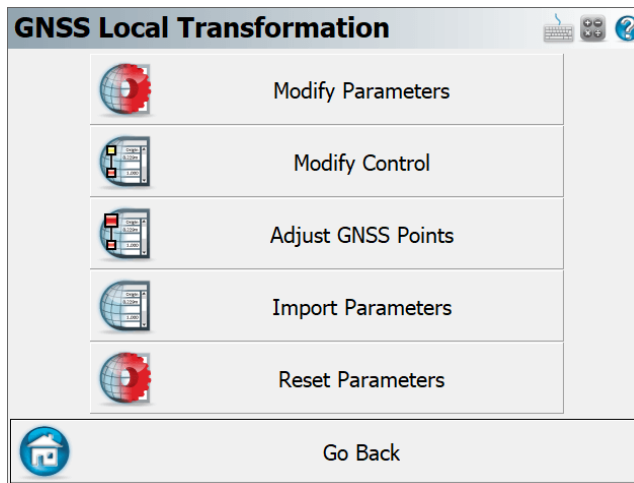 GNSS Local Transformation
Modify Parameters
Modify Control
Adjust GNSS Points
Import Parameters
Reset Parameters
Go Back